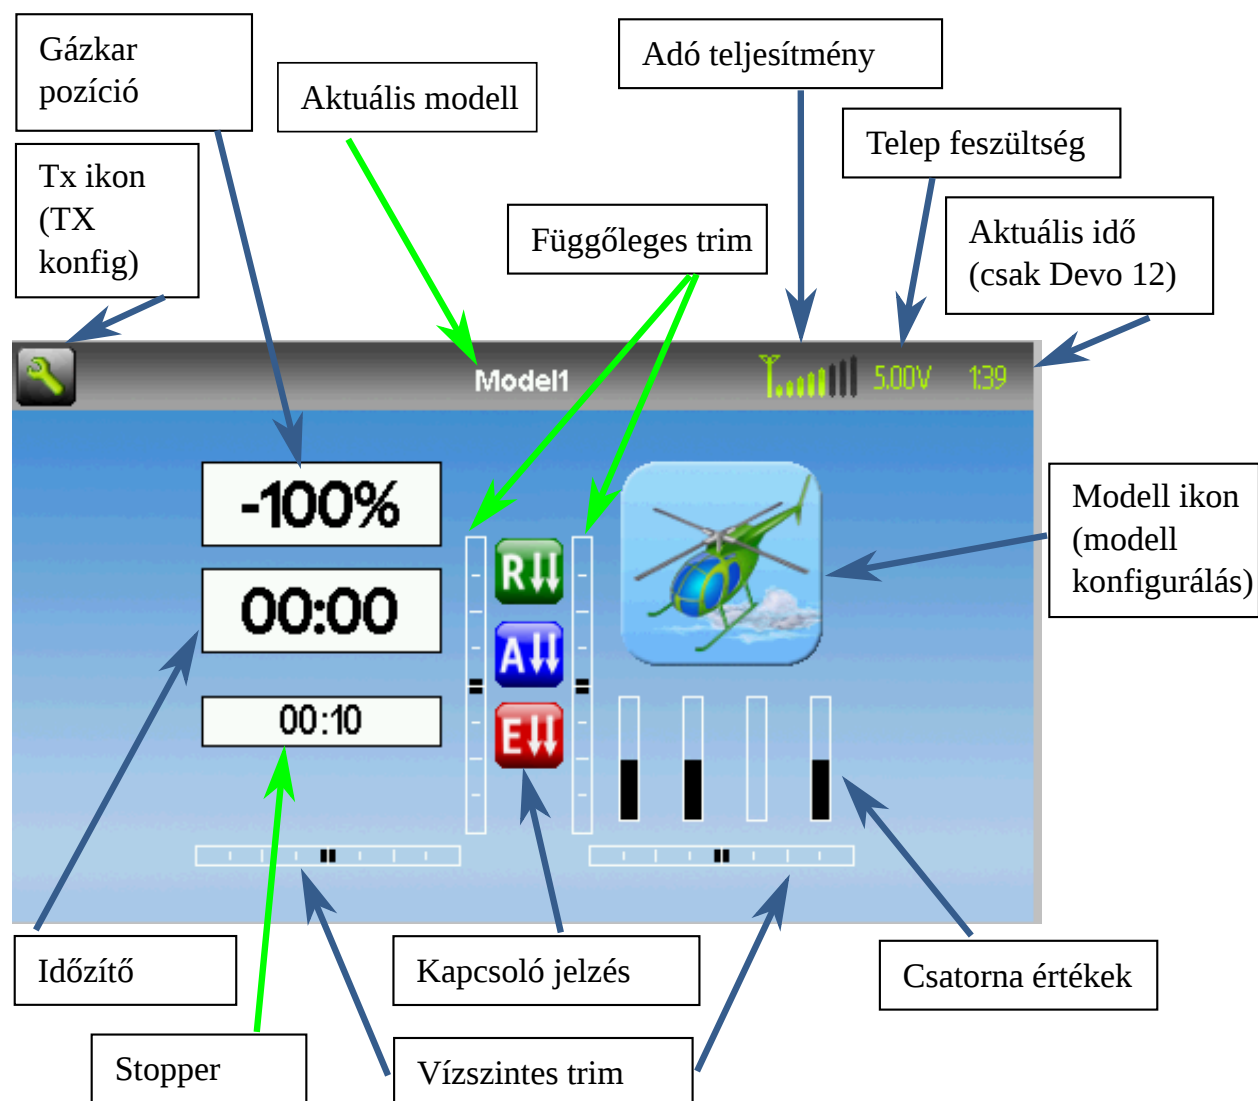 Gázkar
pozíció
Aktuális modell
Adó teljesítmény
Telep feszültség
Tx ikon
(TX
konfig)
Függőleges trim
Aktuális idő
(csak Devo 12)
Model1
5.00V
1:39
-100%
00:00
00:10
R
A
E
Modell ikon
(modell
konfigurálás)
Időzítő
Kapcsoló jelzés
Csatorna értékek
Stopper
Vízszintes trim